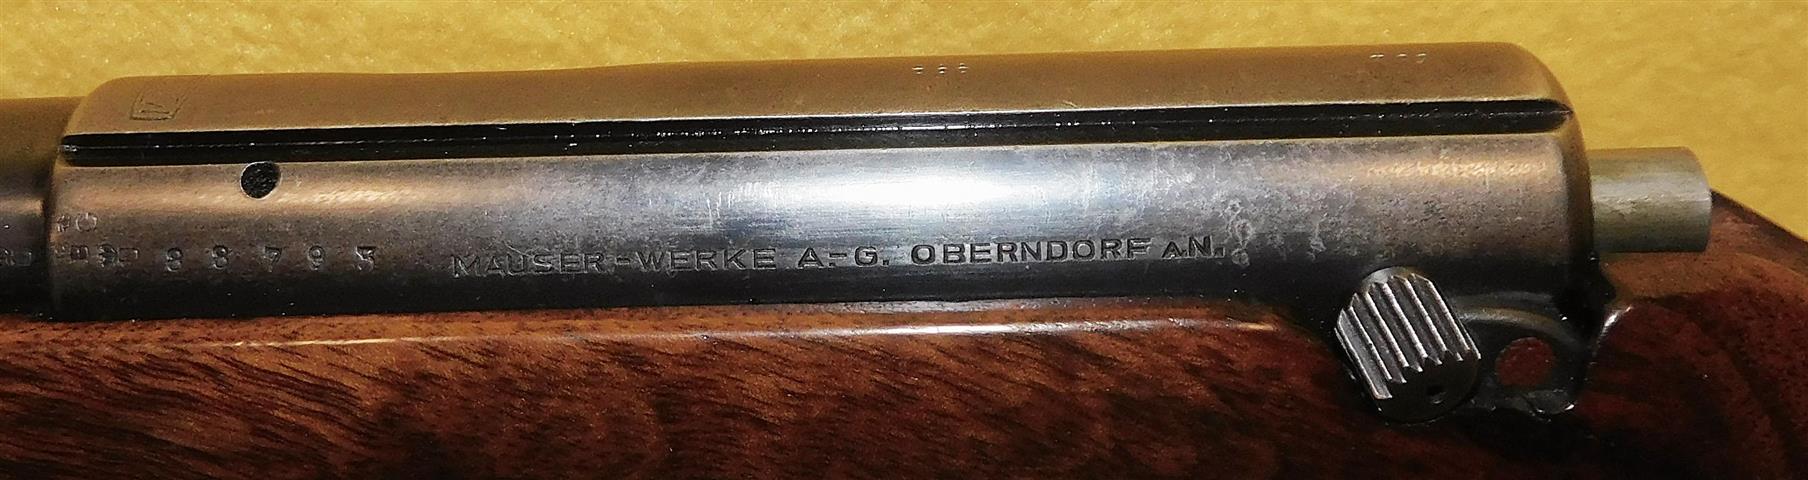 88793 MAUSER-WERKE A.-G. OBERNDORF A.N.